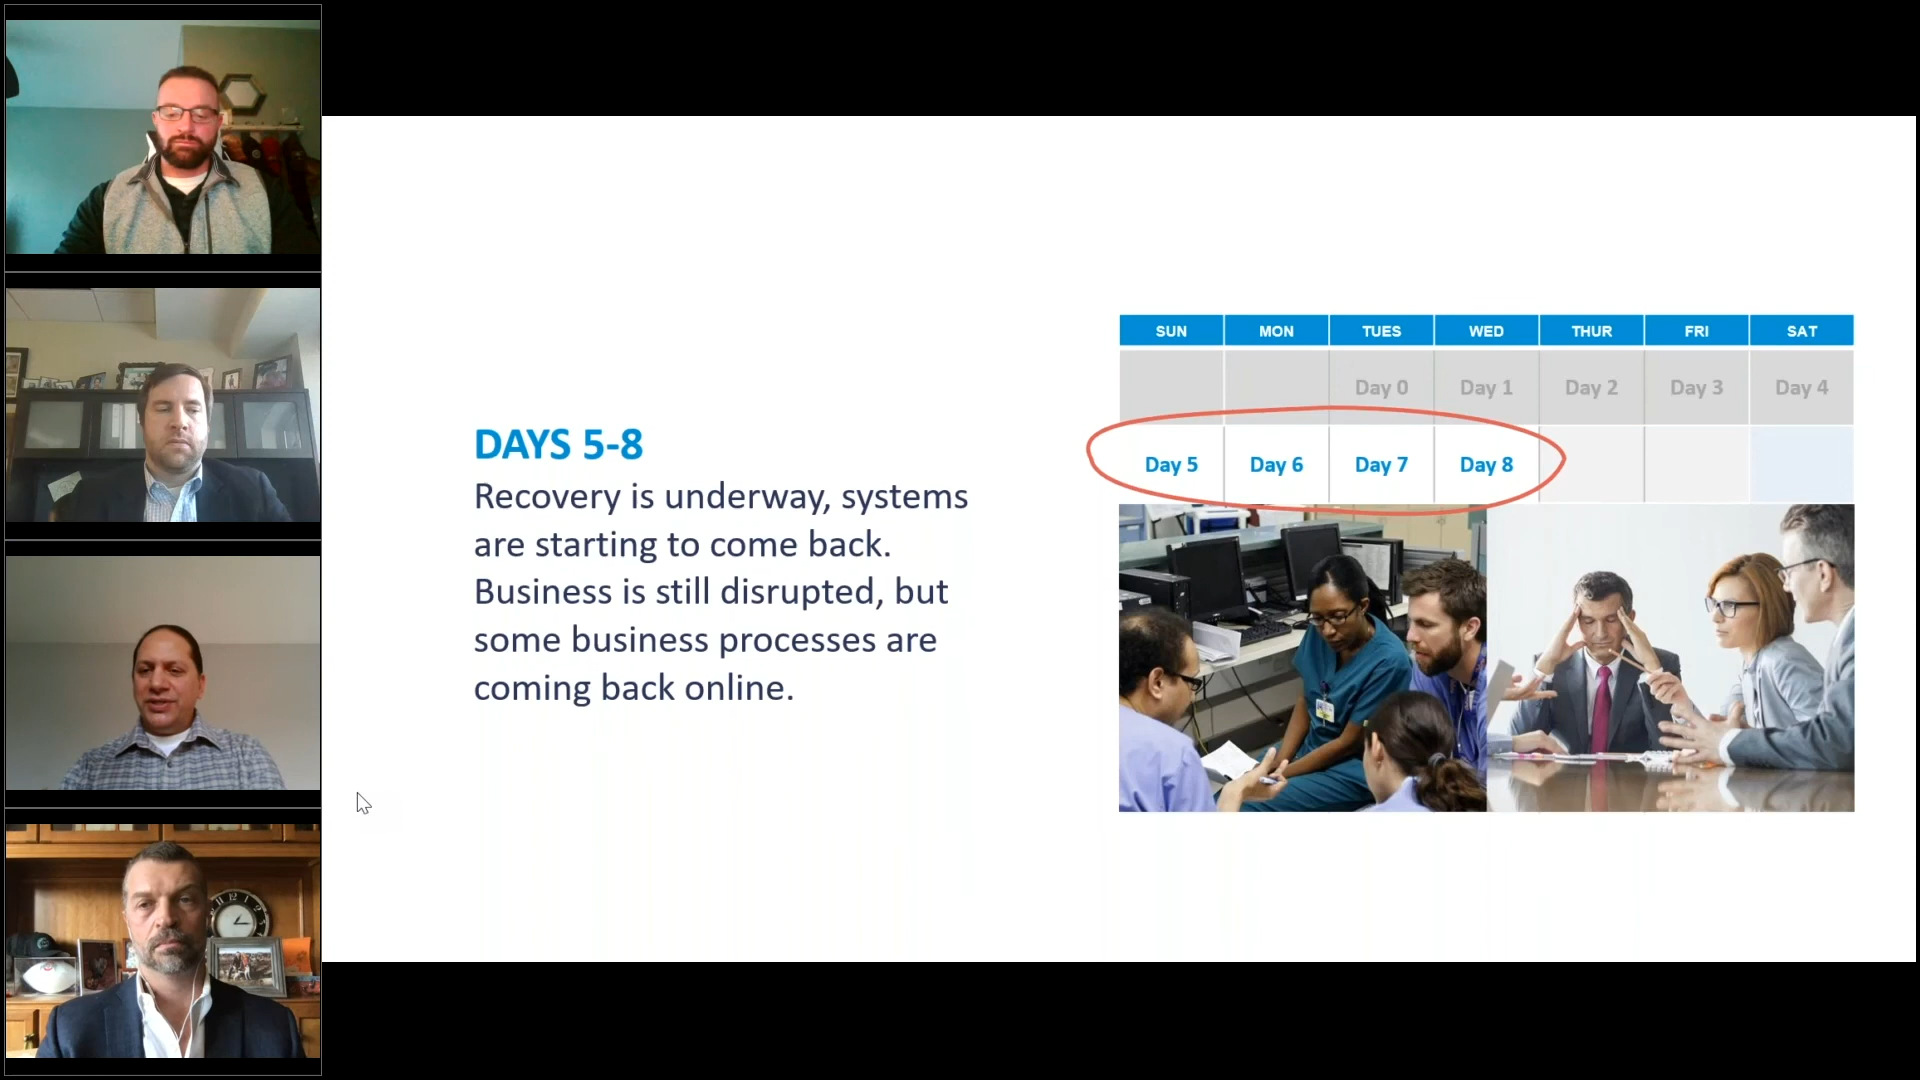 DAYS 5-8
Recovery is underway, systems
are starting to come back.
Business is still disrupted, but
some business processes are
coming back online.
SUN MON TUES WED THUR FRI SAT
Day 0 Day 1 Day 2 Day 3 Day 4
Day 5 Day 6 Day 7 Day 8